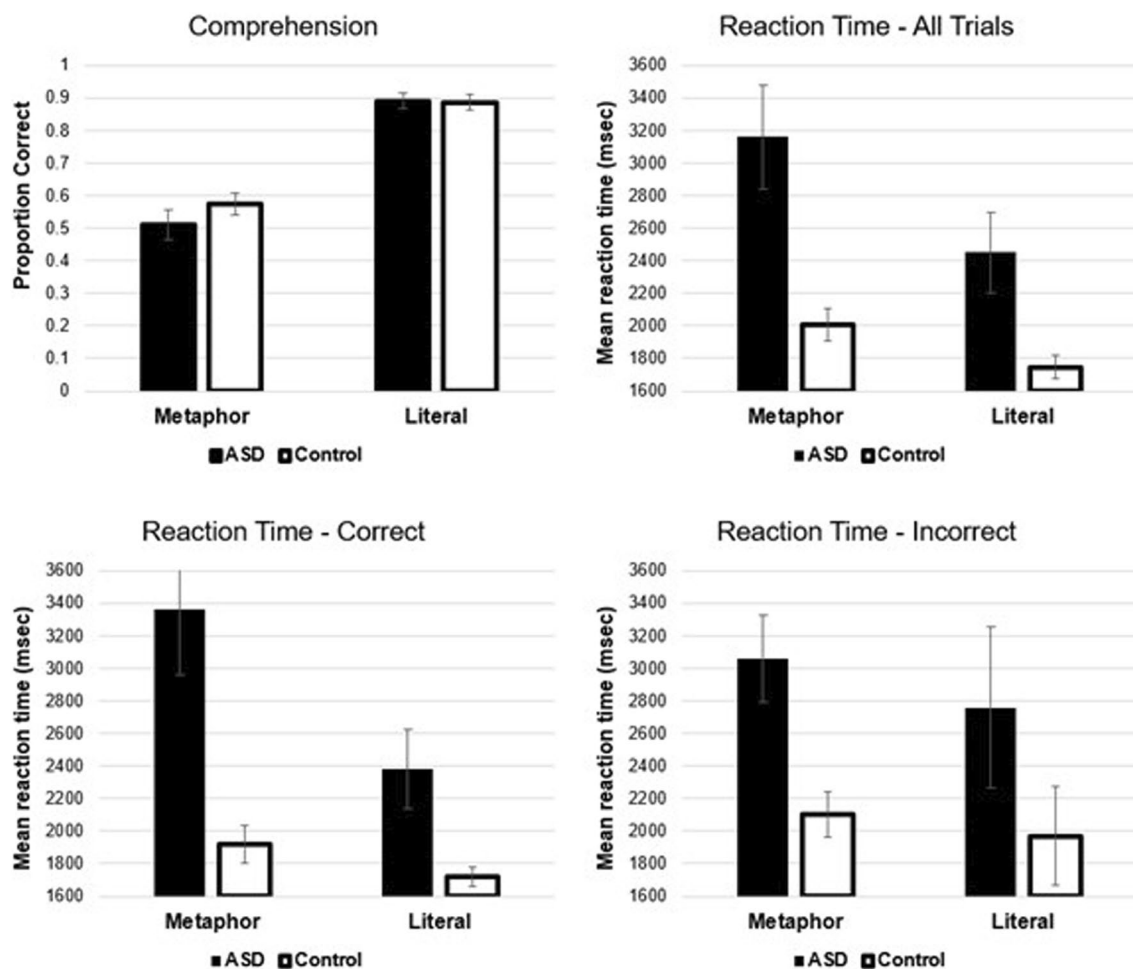 Comprehension
Proportion Correct
1
0.9
0.8
0.7
0.6
0.5
0.4
0.3
0.2
0.1
0
Metaphor Literal
ASD Control
Reaction Time - All Trials
Mean reaction time (msec)
3600
3400
3200
3000
2800
2600
2400
2200
2000
1800
1600
Metaphor Literal
ASD Control
Reaction Time - Correct
Mean reaction time (msec)
3600
3400
3200
3000
2800
2600
2400
2200
2000
1800
1600
Metaphor Literal
ASD Control
Reaction Time - Incorrect
Mean reaction time (msec)
3600
3400
3200
3000
2800
2600
2400
2200
2000
1800
1600
Metaphor Literal
ASD Control